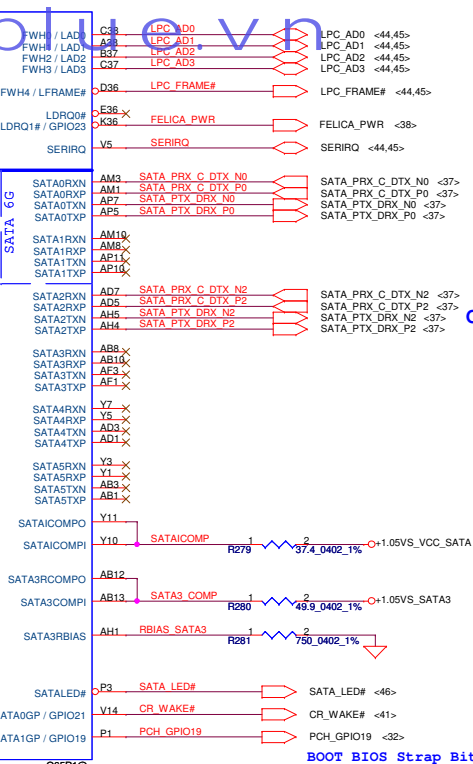 blue.vn
FWH0 / LAD0 C38 LPC_AD0 LPC_AD0 <44,45>
FWH1 / LAD1 A38 LPC_AD1 LPC_AD1 <44,45>
FWH2 / LAD2 B37 LPC_AD2 LPC_AD2 <44,45>
FWH3 / LAD3 C37 LPC_AD3 LPC_AD3 <44,45>
FWH4 / LFRAME# D36 LPC_FRAME# LPC_FRAME# <44,45>
LDRQ0# E36
LDRQ1# / GPIO23 K36 FELICA_PWR FELICA_PWR <38>
SERIRQ V5 SERIRQ SERIRQ <44,45>
SATA 6G
SATA0RXN AM3 SATA_PRX_C_DTX_N0 SATA_PRX_C_DTX_N0 <37>
SATA0RXP AM1 SATA_PRX_C_DTX_P0 SATA_PRX_C_DTX_P0 <37>
SATA0TXN AP7 SATA_PTX_DRX_N0 SATA_PTX_DRX_N0 <37>
SATA0TXP AP5 SATA_PTX_DRX_P0 SATA_PTX_DRX_P0 <37>
SATA1RXN AM10
SATA1RXP AM8
SATA1TXN AP11
SATA1TXP AP10
SATA2RXN AD7 SATA_PRX_C_DTX_N2 SATA_PRX_C_DTX_N2 <37>
SATA2RXP AD5 SATA_PRX_C_DTX_P2 SATA_PRX_C_DTX_P2 <37>
SATA2TXN AH5 SATA_PTX_DRX_N2 SATA_PTX_DRX_N2 <37>
SATA2TXP AH4 SATA_PTX_DRX_P2 SATA_PTX_DRX_P2 <37>
SATA3RXN AB8
SATA3RXP AB10
SATA3TXN AF3
SATA3TXP AF1
SATA4RXN Y7
SATA4RXP Y5
SATA4TXN AD3
SATA4TXP AD1
SATA5RXN Y3
SATA5RXP Y1
SATA5TXN AB3
SATA5TXP AB1
SATAICOMPO Y11
SATAICOMPI Y10 SATAICOMP 1 2 +1.05VS_VCC_SATA
R279 37.4_0402_1%
SATA3RCOMPO AB12
SATA3COMPI AB13 SATA3_COMP 1 2 +1.05VS_SATA3
R280 49.9_0402_1%
SATA3RBIAS AH1 RBIAS_SATA3 1 2
R281 750_0402_1%
SATALED# P3 SATA_LED# SATA_LED# <46>
ATA0GP / GPIO21 V14 CR_WAKE# CR_WAKE# <41>
ATA1GP / GPIO19 P1 PCH_GPIO19 PCH_GPIO19 <32>
BOOT BIOS Strap Bit